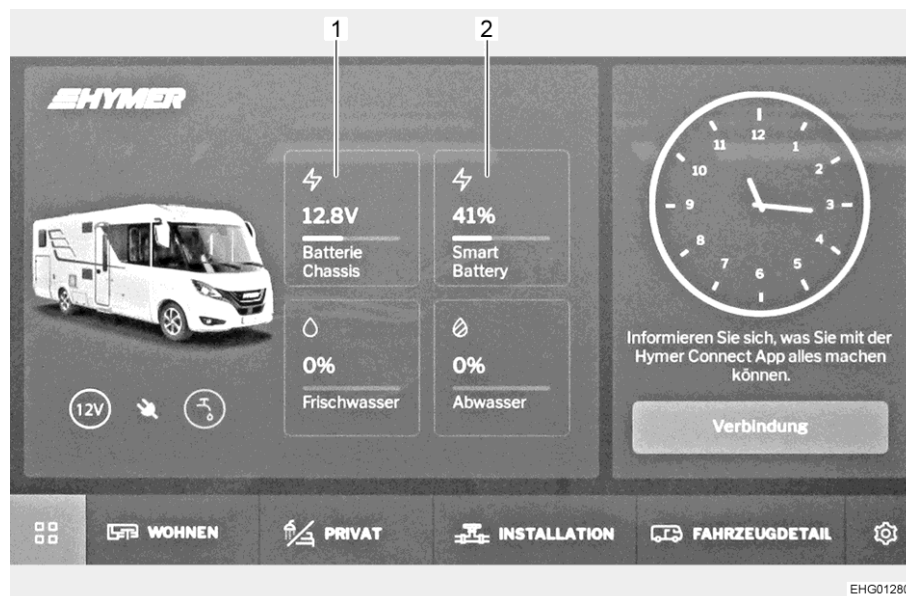 1
2
HYMER
12.8V
Batterie
Chassis
41%
Smart
Battery
0%
Frischwasser
0%
Abwasser
12V
12
1
2
3
4
5
6
7
8
9
10
11
Informieren Sie sich, was Sie mit der
Hymer Connect App alles machen
können.
Verbindung
WOHNEN
PRIVAT
INSTALLATION
FAHRZEUGDETAIL
EHG01280